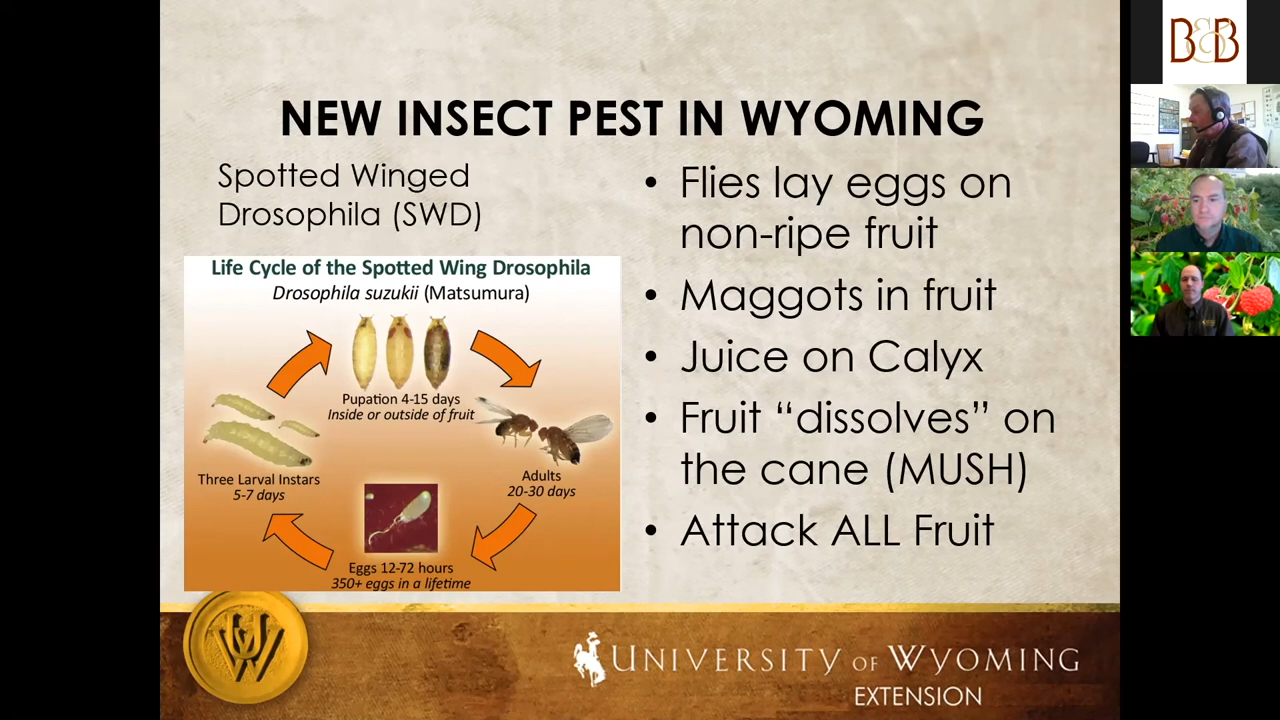 NEW INSECT PEST IN WYOMING
Spotted Winged
Drosophila (SWD)
Life Cycle of the Spotted Wing Drosophila
Drosophila suzukii (Matsumura)
Pupation 4-15 days
Inside or outside of fruit
Three Larval Instars
5-7 days
Adults
20-30 days
Eggs 12-72 hours
350+ eggs in a lifetime
• Flies lay eggs on
non-ripe fruit
• Maggots in fruit
• Juice on Calyx
• Fruit “dissolves” on
the cane (MUSH)
• Attack ALL Fruit
UW
UNIVERSITY OF WYOMING
EXTENSION
B&B